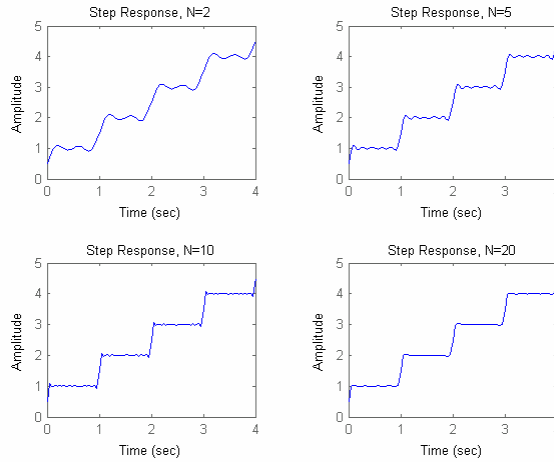 Step Response, N=2
5
4
3
2
1
0
Amplitude
0 1 2 3 4
Time (sec)
Step Response, N=5
5
4
3
2
1
0
Amplitude
0 1 2 3
Time (sec)
Step Response, N=10
5
4
3
2
1
0
Amplitude
0 1 2 3 4
Time (sec)
Step Response, N=20
5
4
3
2
1
0
Amplitude
0 1 2 3
Time (sec)